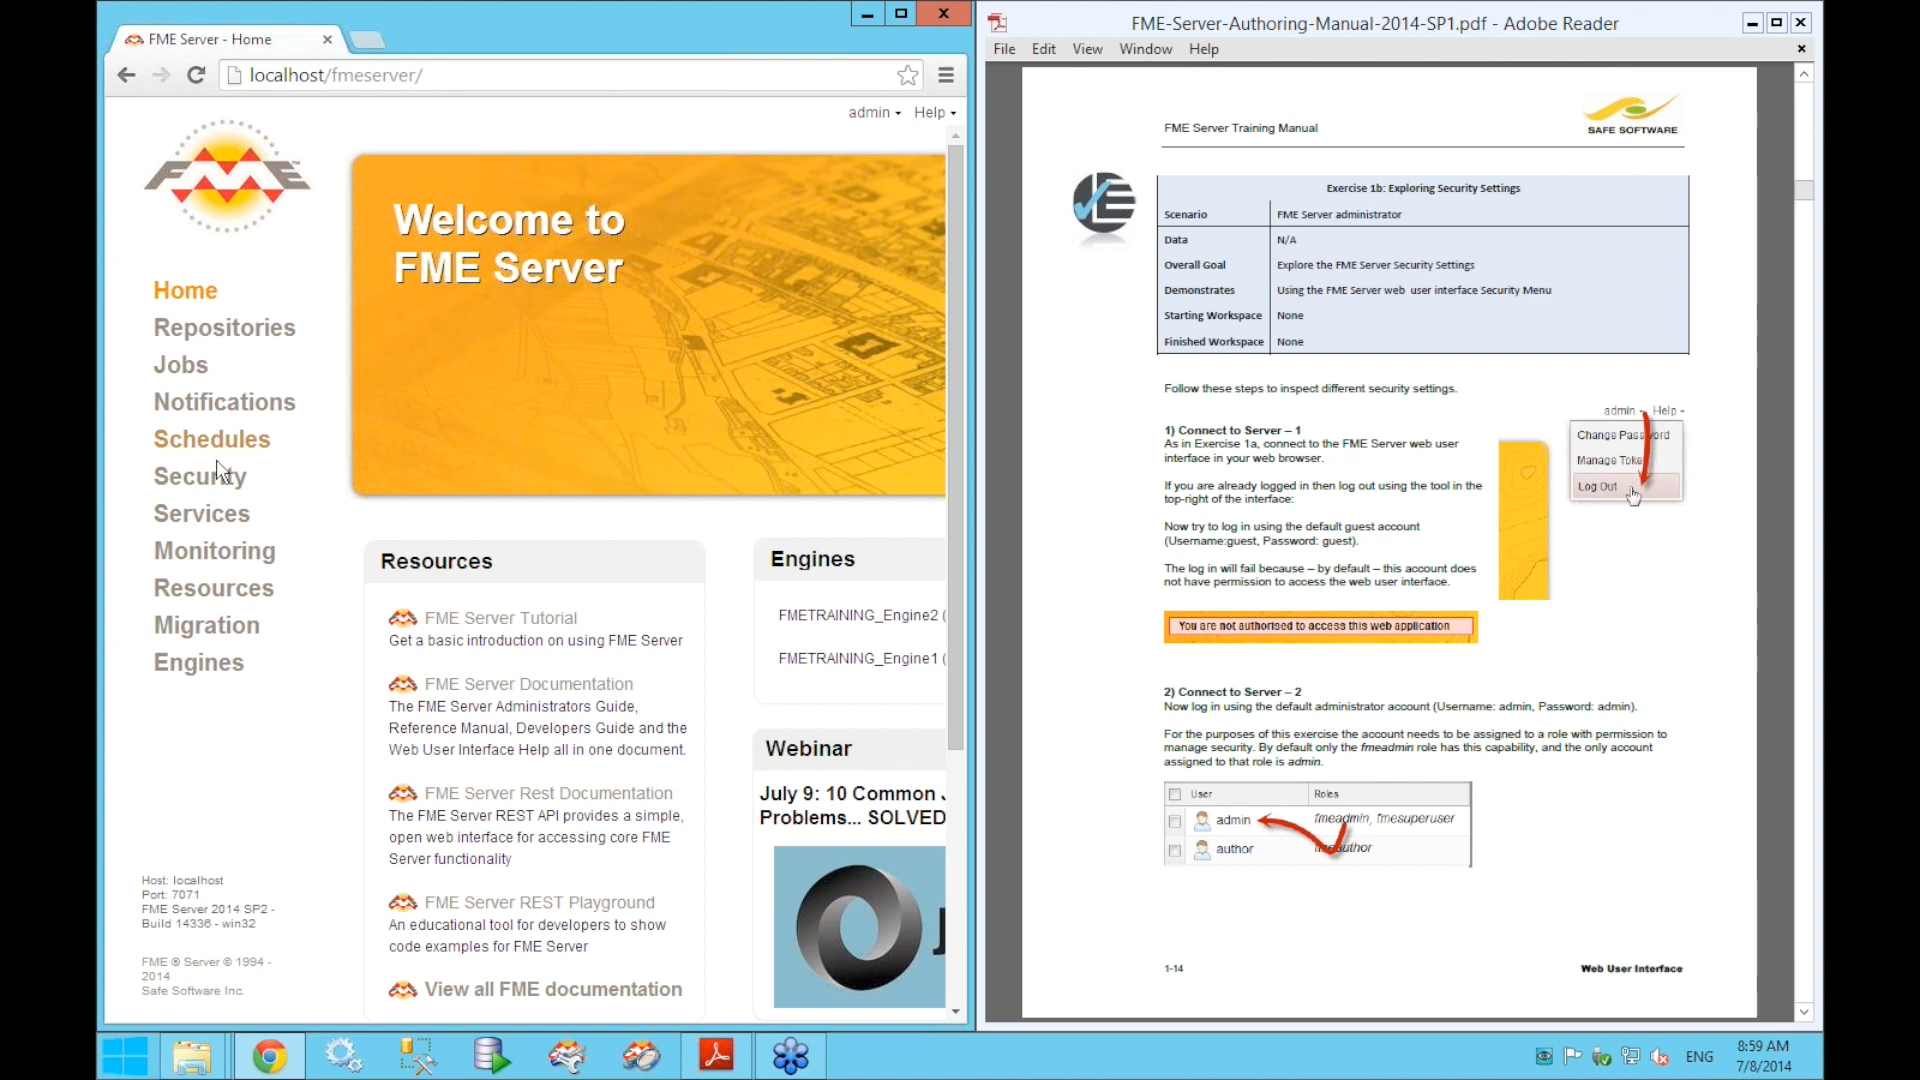 FME Server - Home
localhost/fmeserver/
admin
Help
FME
Home
Repositories
Jobs
Notifications
Schedules
Security
Services
Monitoring
Resources
Migration
Engines
Host: localhost
Port: 7071
FME Server 2014 SP2 -
Build 14336 - win32
FME ® Server © 1994 -
2014
Safe Software Inc.
Welcome to
FME Server
Resources
FME Server Tutorial
Get a basic introduction on using FME Server
FME Server Documentation
The FME Server Administrators Guide,
Reference Manual, Developers Guide and the
Web User Interface Help all in one document.
FME Server Rest Documentation
The FME Server REST API provides a simple,
open web interface for accessing core FME
Server functionality
FME Server REST Playground
An educational tool for developers to show
code examples for FME Server
View all FME documentation
Engines
FMETRAINING_Engine2 (
FMETRAINING_Engine1 (
Webinar
July 9: 10 Common
Problems... SOLVED
FME-Server-Authoring-Manual-2014-SP1.pdf - Adobe Reader
File Edit View Window Help
FME Server Training Manual
SAFE SOFTWARE
Exercise 1b: Exploring Security Settings
Scenario FME Server administrator
Data N/A
Overall Goal Explore the FME Server Security Settings
Demonstrates Using the FME Server web user interface Security Menu
Starting Workspace None
Finished Workspace None
Follow these steps to inspect different security settings.
1) Connect to Server – 1
As in Exercise 1a, connect to the FME Server web user
interface in your web browser.
If you are already logged in then log out using the tool in the
top-right of the interface:
Now try to log in using the default guest account
(Username:guest, Password: guest).
The log in will fail because – by default – this account does
not have permission to access the web user interface.
admin Help
Change Password
Manage Token
Log Out
You are not authorised to access this web application
2) Connect to Server – 2
Now log in using the default administrator account (Username: admin, Password: admin).
For the purposes of this exercise the account needs to be assigned to a role with permission to
manage security. By default only the fmeadmin role has this capability, and the only account
assigned to that role is admin.
User Roles
admin fmeadmin, fmesuperuser
author fmeauthor
1-14 Web User Interface
ENG
8:59 AM
7/8/2014